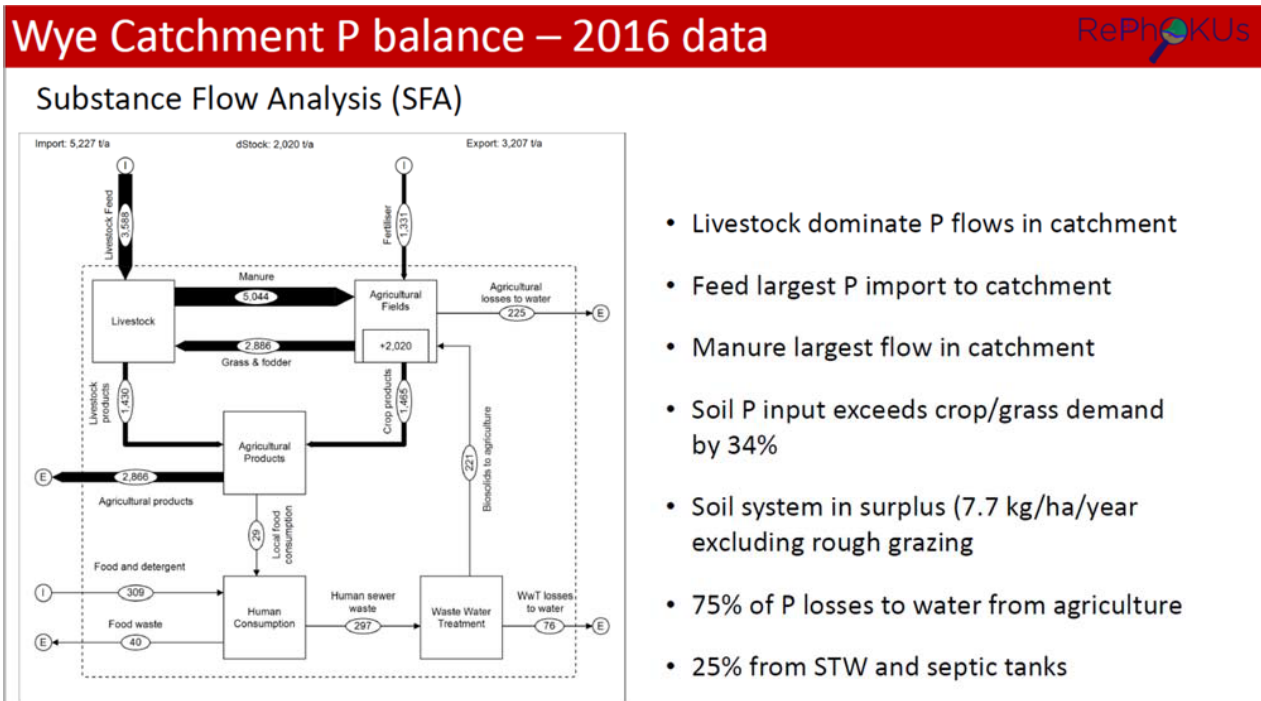 Wye Catchment P balance – 2016 data
RePhoKUs
Substance Flow Analysis (SFA)
Import: 5,227 t/a
dStock: 2,020 t/a
Export: 3,207 t/a
I
I
Livestock Feed
3,588
Fertiliser
1,331
Manure
5,044
Livestock
Agricultural
Fields
+2,020
Agricultural
losses to water
225
E
2,886
Grass & fodder
Livestock
products
1,430
Crop products
1,465
Agricultural
Products
E
2,866
Agricultural products
Biosolids to agriculture
221
29
Local food
consumption
Food and detergent
I
309
Human
Consumption
Food waste
E
40
Human sewer
waste
297
Waste Water
Treatment
WwT losses
to water
76
E
• Livestock dominate P flows in catchment
• Feed largest P import to catchment
• Manure largest flow in catchment
• Soil P input exceeds crop/grass demand
by 34%
• Soil system in surplus (7.7 kg/ha/year
excluding rough grazing
• 75% of P losses to water from agriculture
• 25% from STW and septic tanks